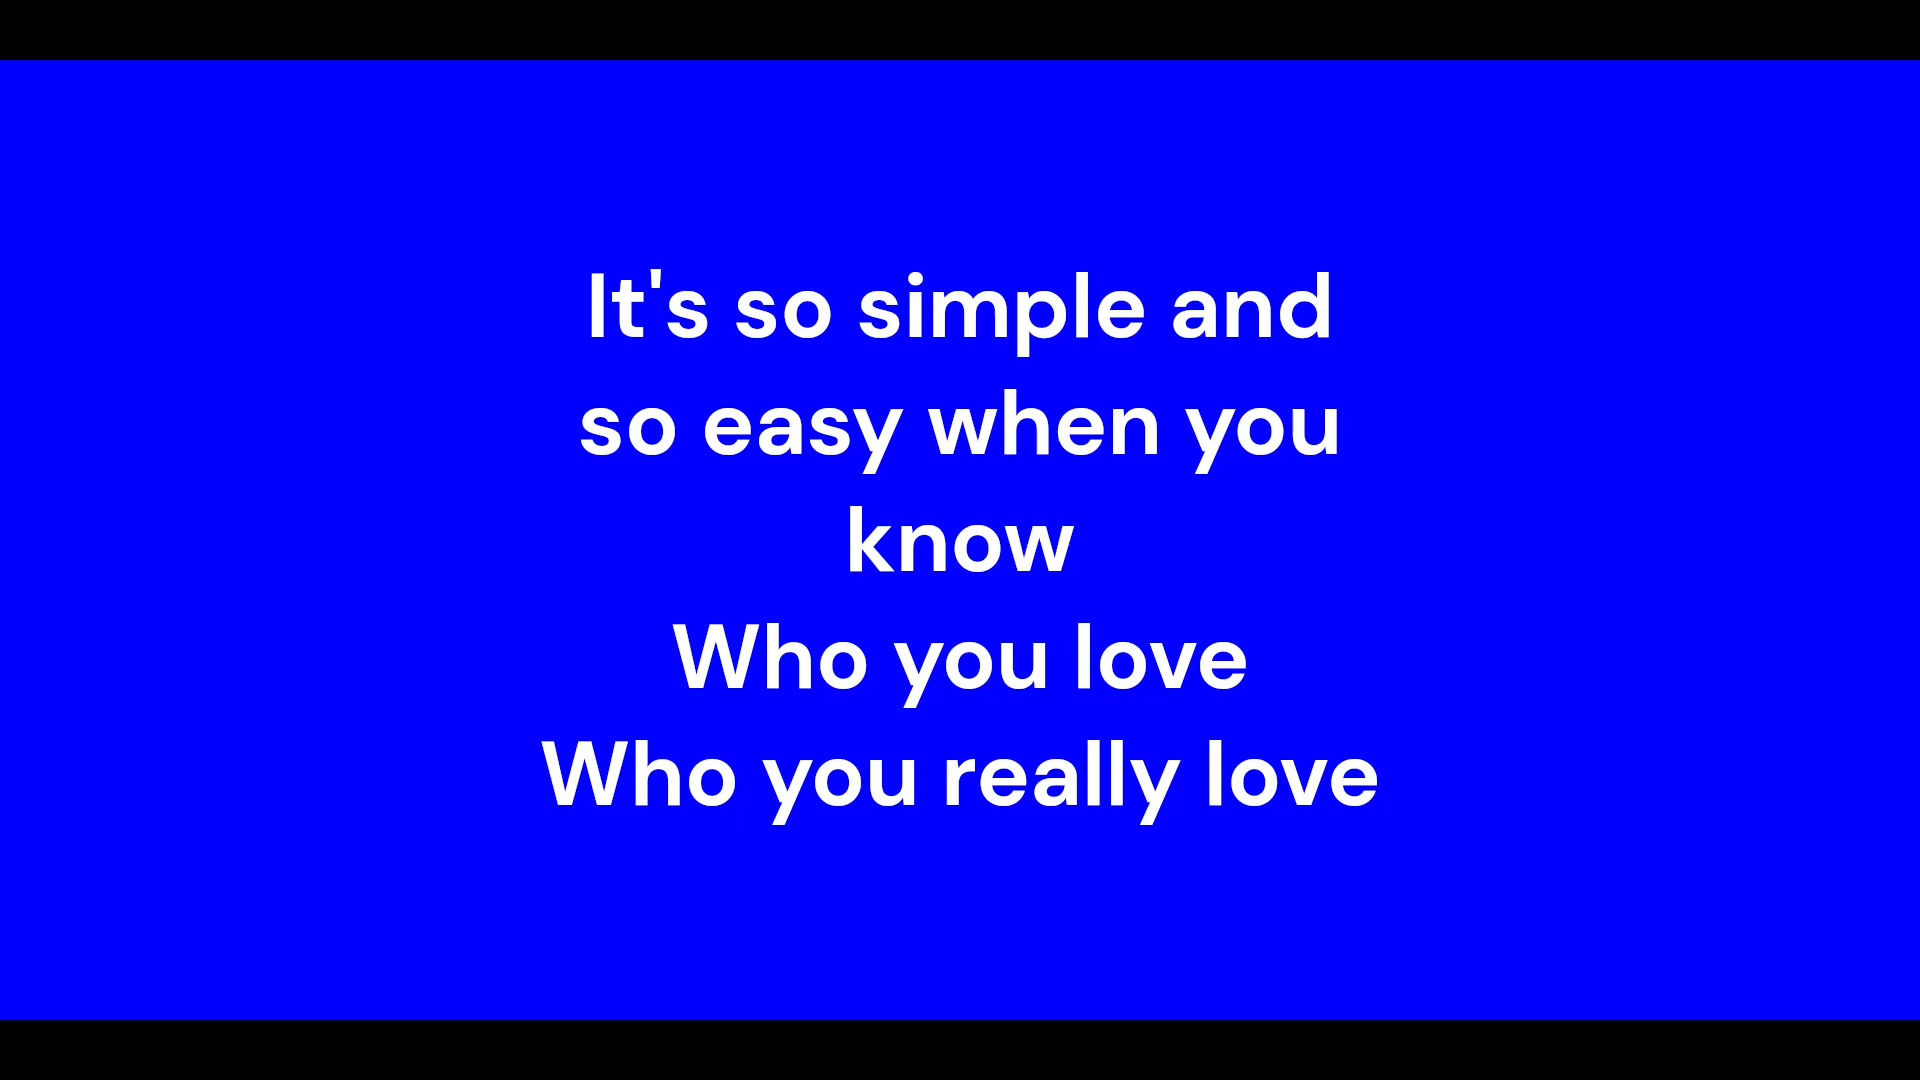 It's so simple and
so easy when you
know
Who you love
Who you really love